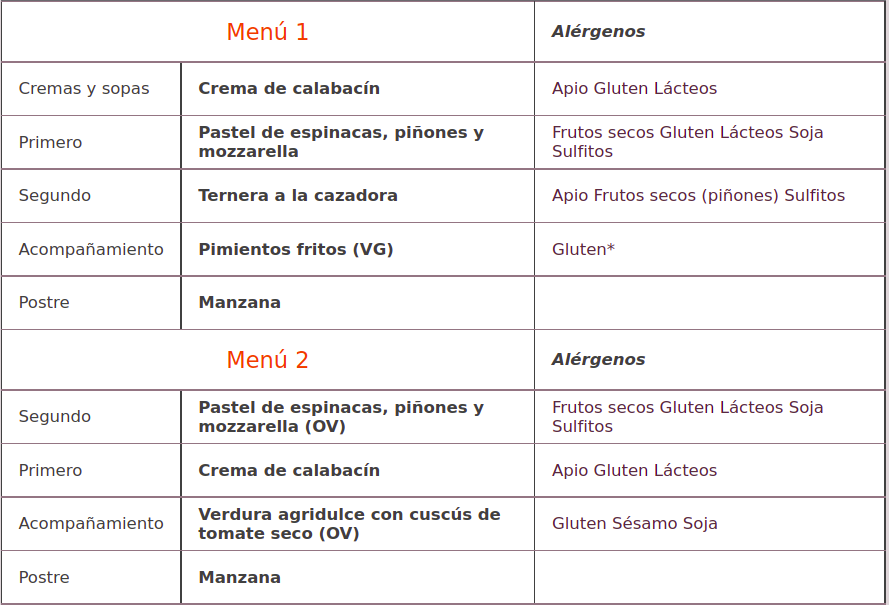 Menú 1
Alérgenos
Cremas y sopas
Crema de calabacín
Apio Gluten Lácteos
Primero
Pastel de espinacas, piñones y
mozzarella
Frutos secos Gluten Lácteos Soja
Sulfitos
Segundo
Ternera a la cazadora
Apio Frutos secos (piñones) Sulfitos
Acompañamiento
Pimientos fritos (VG)
Gluten*
Postre
Manzana
Menú 2
Alérgenos
Segundo
Pastel de espinacas, piñones y
mozzarella (OV)
Frutos secos Gluten Lácteos Soja
Sulfitos
Primero
Crema de calabacín
Apio Gluten Lácteos
Acompañamiento
Verdura agridulce con cuscús de
tomate seco (OV)
Gluten Sésamo Soja
Postre
Manzana